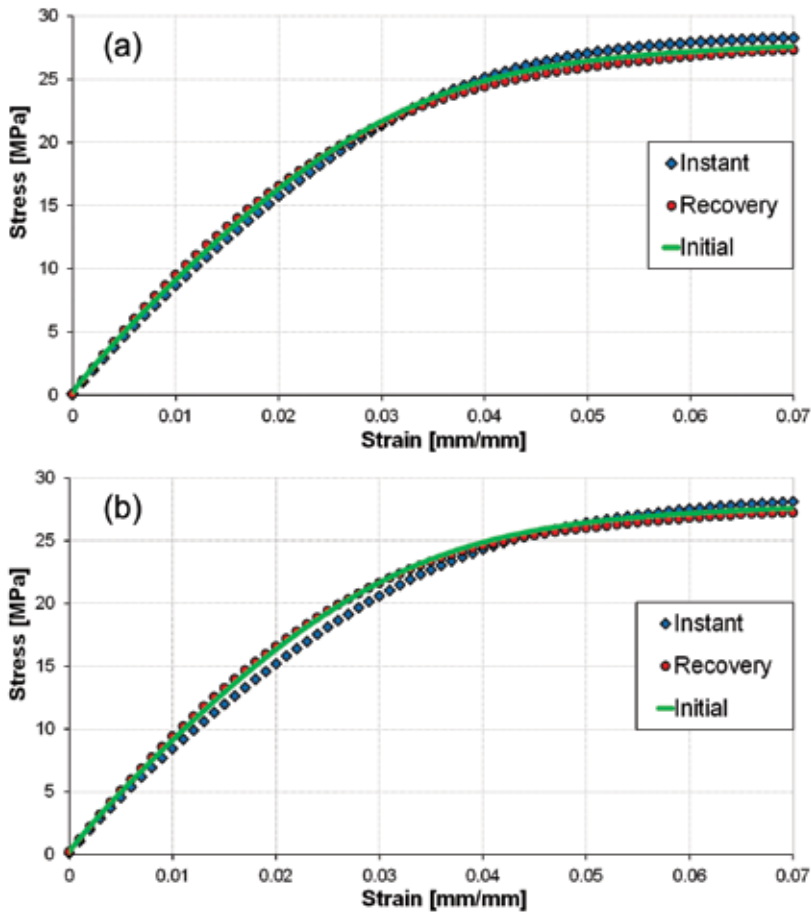 (a)
Stress [MPa]
30
25
20
15
10
5
0
Instant
Recovery
Initial
0 0.01 0.02 0.03 0.04 0.05 0.06 0.07
Strain [mm/mm]
(b)
Stress [MPa]
30
25
20
15
10
5
0
Instant
Recovery
Initial
0 0.01 0.02 0.03 0.04 0.05 0.06 0.07
Strain [mm/mm]